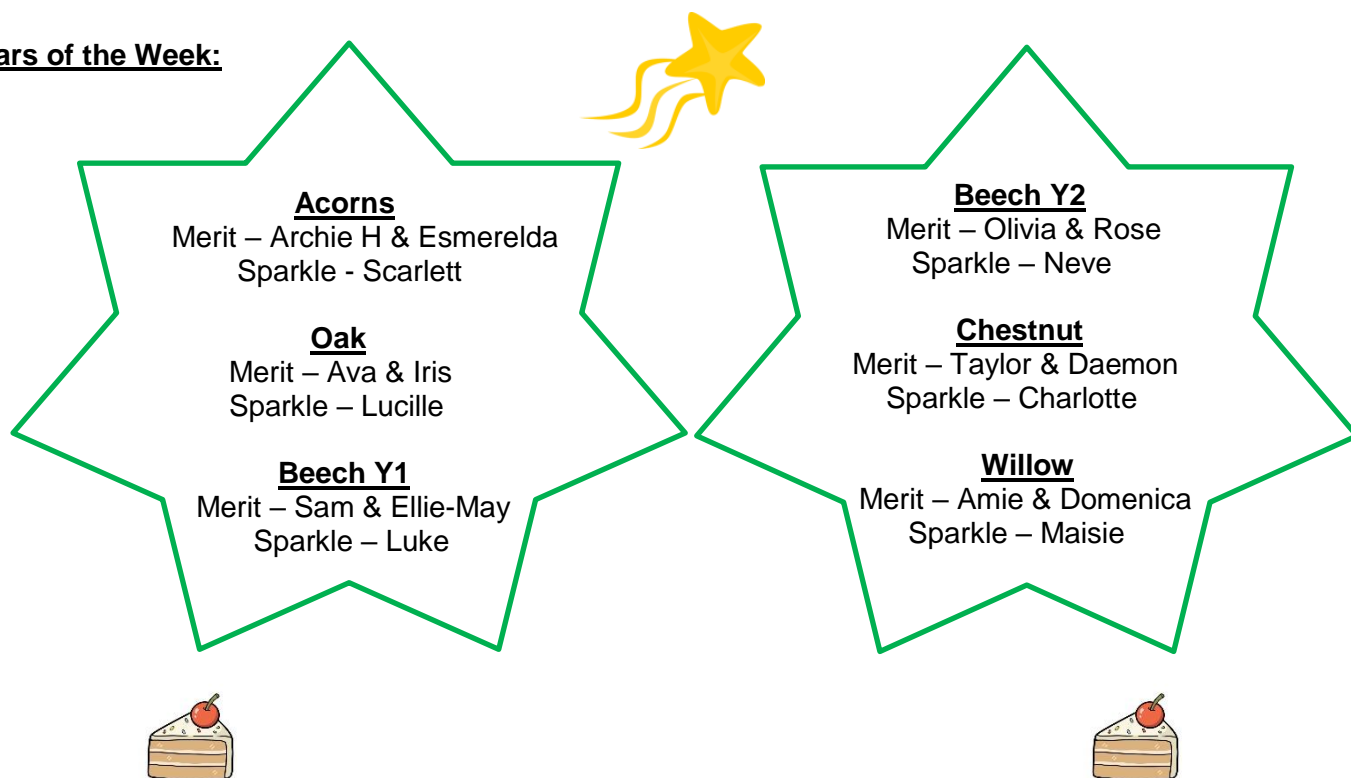 ars of the Week:
Acorns
Merit – Archie H & Esmerelda
Sparkle - Scarlett
Oak
Merit – Ava & Iris
Sparkle – Lucille
Beech Y1
Merit – Sam & Ellie-May
Sparkle – Luke
Beech Y2
Merit – Olivia & Rose
Sparkle – Neve
Chestnut
Merit – Taylor & Daemon
Sparkle – Charlotte
Willow
Merit – Amie & Domenica
Sparkle – Maisie